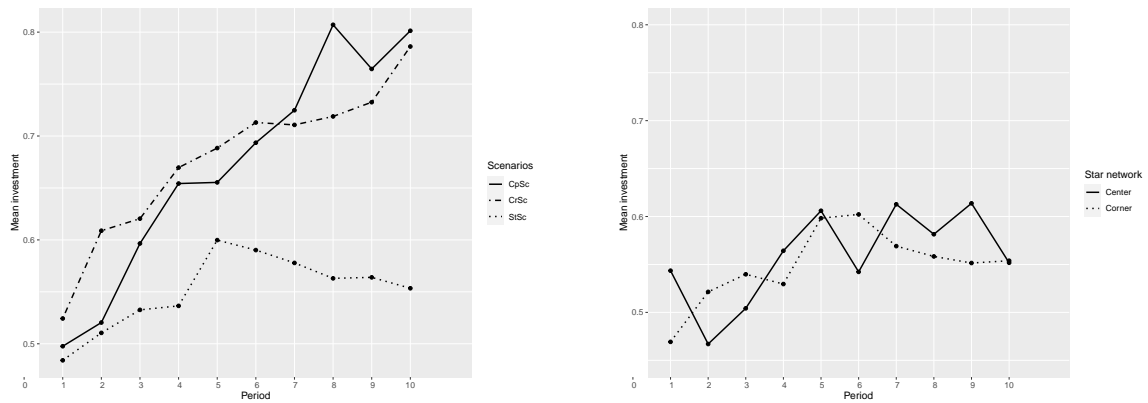 0.8
0.7
0.6
0.5
Mean investment
0 1 2 3 4 5 6 7 8 9 10
Period
Scenarios
CpSc
CrSc
StSc
0.8
0.7
0.6
0.5
Mean investment
0 1 2 3 4 5 6 7 8 9 10
Period
Star network
Center
Corner